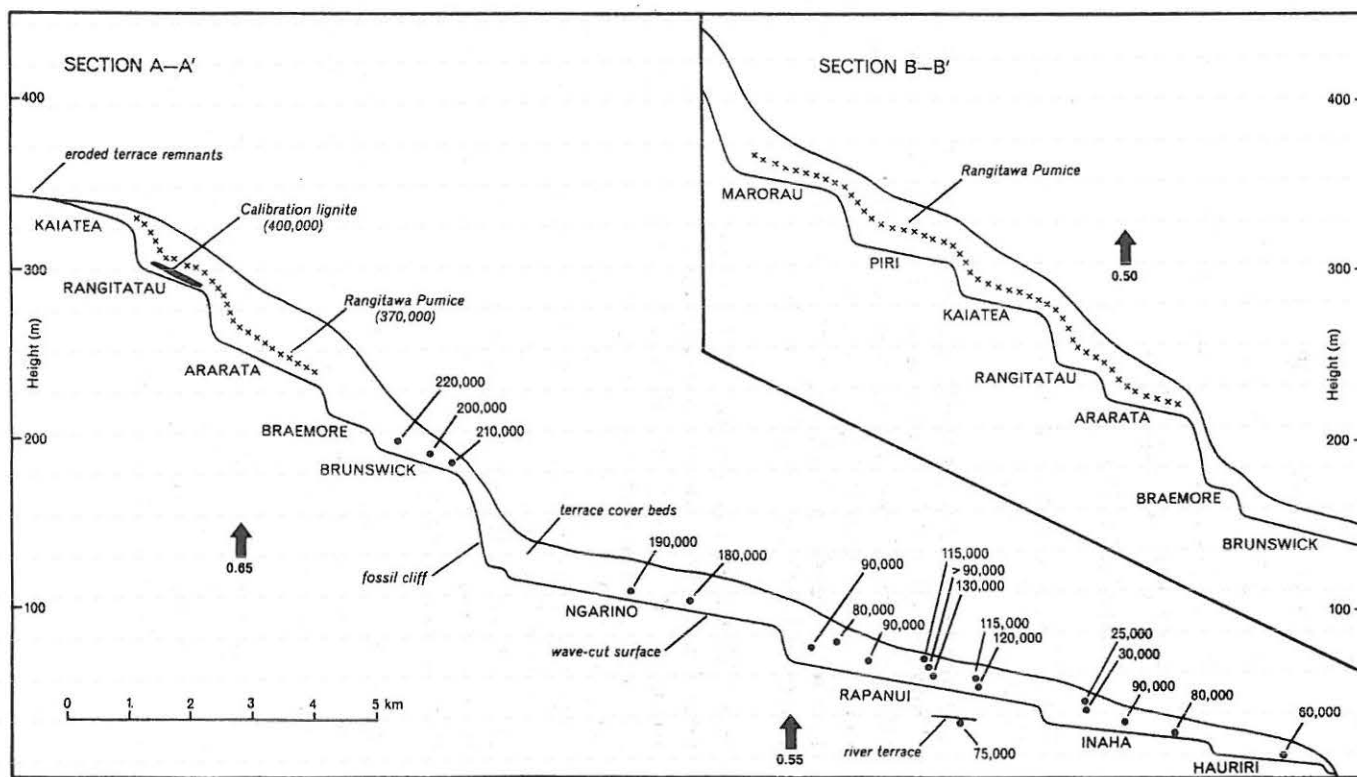 SECTION A–A'
SECTION B–B'
400
400
eroded terrace remnants
KAIATEA
Calibration lignite
(400,000)
Rangitawa Pumice
MARORAU
300
300
RANGITATAU
Rangitawa Pumice
(370,000)
PIRI
0.50
KAIATEA
Height (m)
Height (m)
ARARATA
RANGITATAU
220,000
200,000
210,000
ARARATA
BRAEMORE
200
200
BRUNSWICK
BRAEMORE
BRUNSWICK
terrace cover beds
0.65
fossil cliff
190,000
180,000
90,000
80,000
90,000
115,000
>90,000
130,000
115,000
120,000
100
100
NGARINO
wave-cut surface
25,000
30,000
90,000
80,000
60,000
RAPANUI
0 1. 2 3 4 5 km
0.55
river terrace
75,000
INAHA
HAURIRI